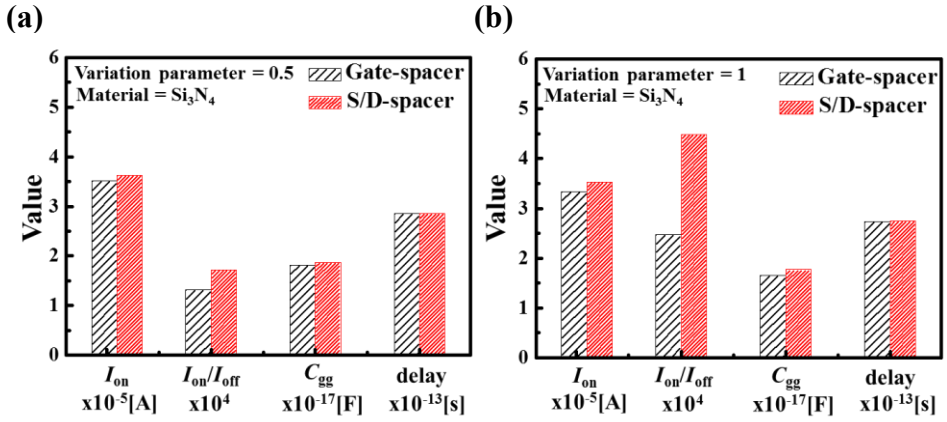 (a)
Variation parameter = 0.5
Material = Si₃N₄
Gate-spacer
S/D-spacer
Value
6
5
4
3
2
1
0
Ion
Ion/Ioff
Cgg
delay
x10⁻⁵[A]
x10⁴
x10⁻¹⁷[F]
x10⁻¹³[s]
(b)
Variation parameter = 1
Material = Si₃N₄
Gate-spacer
S/D-spacer
Value
6
5
4
3
2
1
0
Ion
Ion/Ioff
Cgg
delay
x10⁻⁵[A]
x10⁴
x10⁻¹⁷[F]
x10⁻¹³[s]